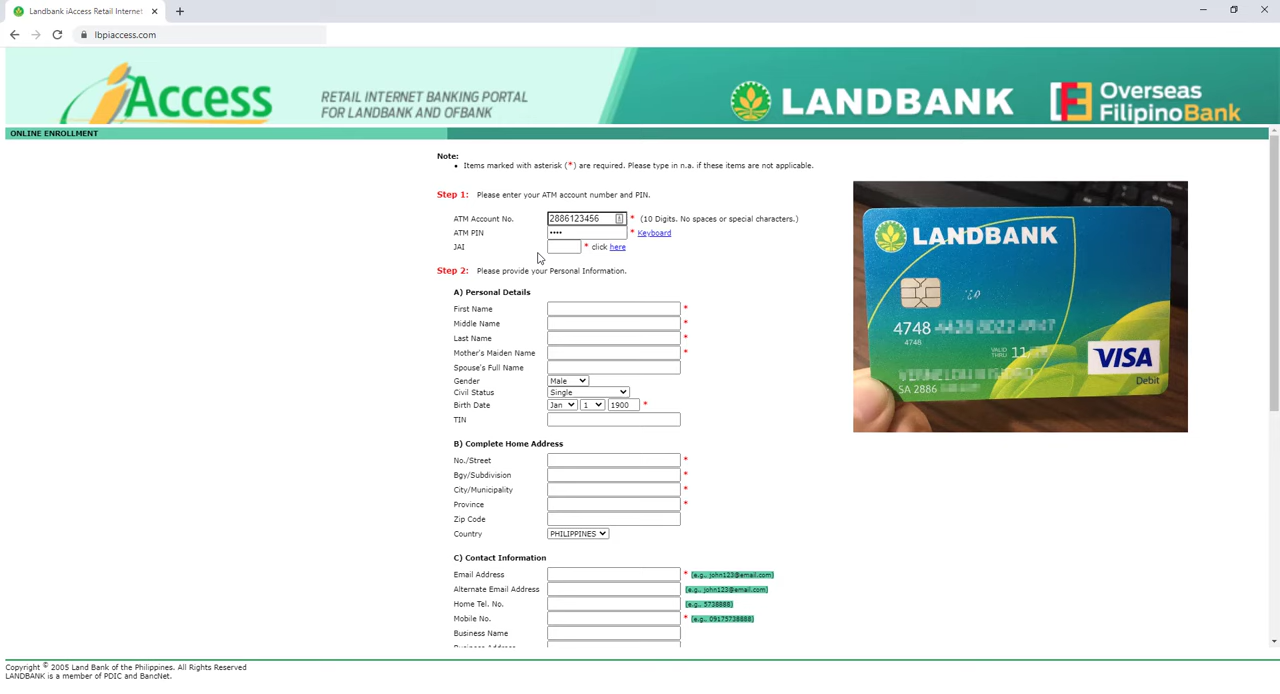 Landbank iAccess Retail Internet
lbpiaccess.com
iAccess
RETAIL INTERNET BANKING PORTAL
FOR LANDBANK AND OFBANK
LANDBANK
Overseas
FilipinoBank
ONLINE ENROLLMENT
Note:
• Items marked with asterisk (*) are required. Please type in n.a. if these items are not applicable.
Step 1: Please enter your ATM account number and PIN.
ATM Account No. 2886123456 * (10 Digits. No spaces or special characters.)
ATM PIN •••• * Keyboard
JAI * click here
Step 2: Please provide your Personal Information.
A) Personal Details
First Name *
Middle Name *
Last Name *
Mother's Maiden Name *
Spouse's Full Name
Gender Male
Civil Status Single
Birth Date Jan 1 1900 *
TIN
B) Complete Home Address
No./Street *
Bgy/Subdivision *
City/Municipality *
Province *
Zip Code
Country PHILIPPINES
C) Contact Information
Email Address * (e.g., john123@email.com)
Alternate Email Address (e.g., john123@email.com)
Home Tel. No. (e.g., 5738888)
Mobile No. * (e.g., 09175738888)
Business Name
Business Address
LANDBANK
4748
4748
VALID
THRU 11/
SA 2886
VISA
Debit
Copyright © 2005 Land Bank of the Philippines. All Rights Reserved
LANDBANK is a member of PDIC and BancNet.